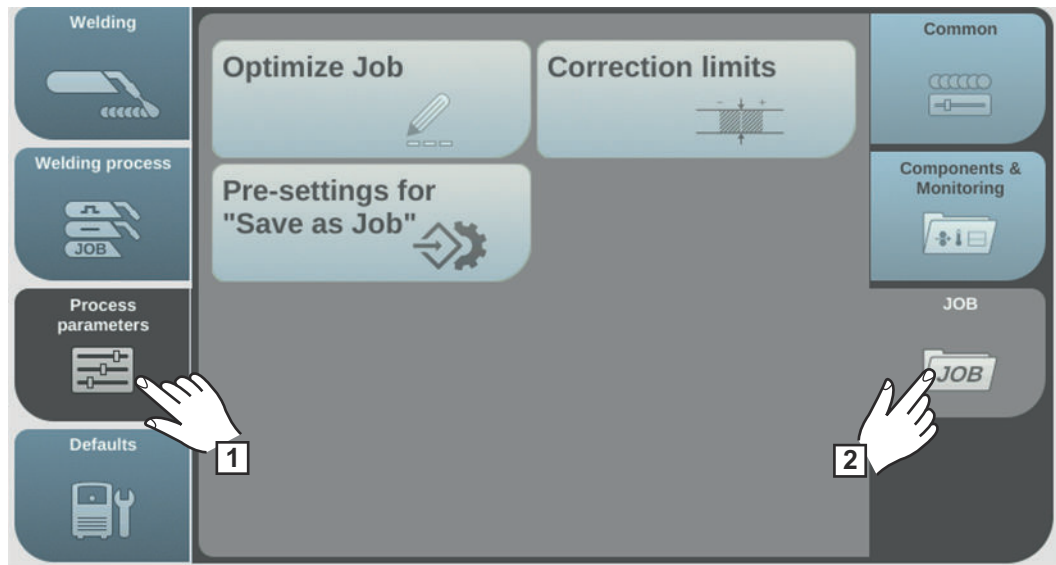 Welding
Welding process
JOB
Process
parameters
1
Defaults
Optimize Job
Correction limits
- +
Pre-settings for
"Save as Job"
Common
Components &
Monitoring
JOB
JOB
2